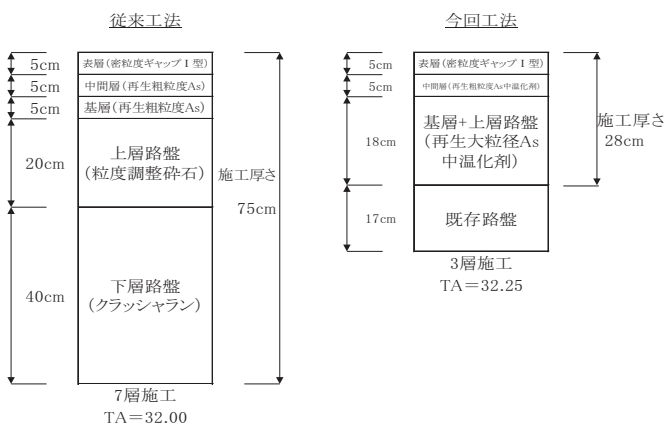 従来工法
5cm
表層(密粒度ギャップⅠ型)
5cm
中間層(再生粗粒度As)
5cm
基層(再生粗粒度As)
20cm
上層路盤
(粒度調整砕石)
施工厚さ
75cm
40cm
下層路盤
(クラッシャラン)
7層施工
TA=32.00
今回工法
5cm
表層(密粒度ギャップⅠ型)
5cm
中間層(再生粗粒度As中温化剤)
18cm
基層+上層路盤
(再生大粒径As
中温化剤)
施工厚さ
28cm
17cm
既存路盤
3層施工
TA=32.25